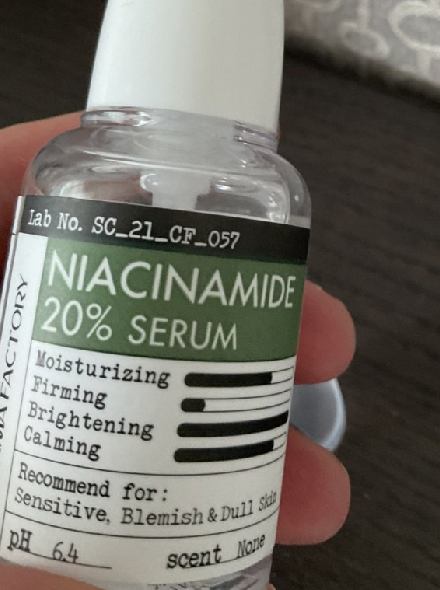 Lab No. SC_21_CF_057
NIACINAMIDE
20% SERUM
Moisturizing
Firming
Brightening
Calming
Recommend for:
Sensitive, Blemish & Dull Skin
pH 6.4 scent None
FACTORY